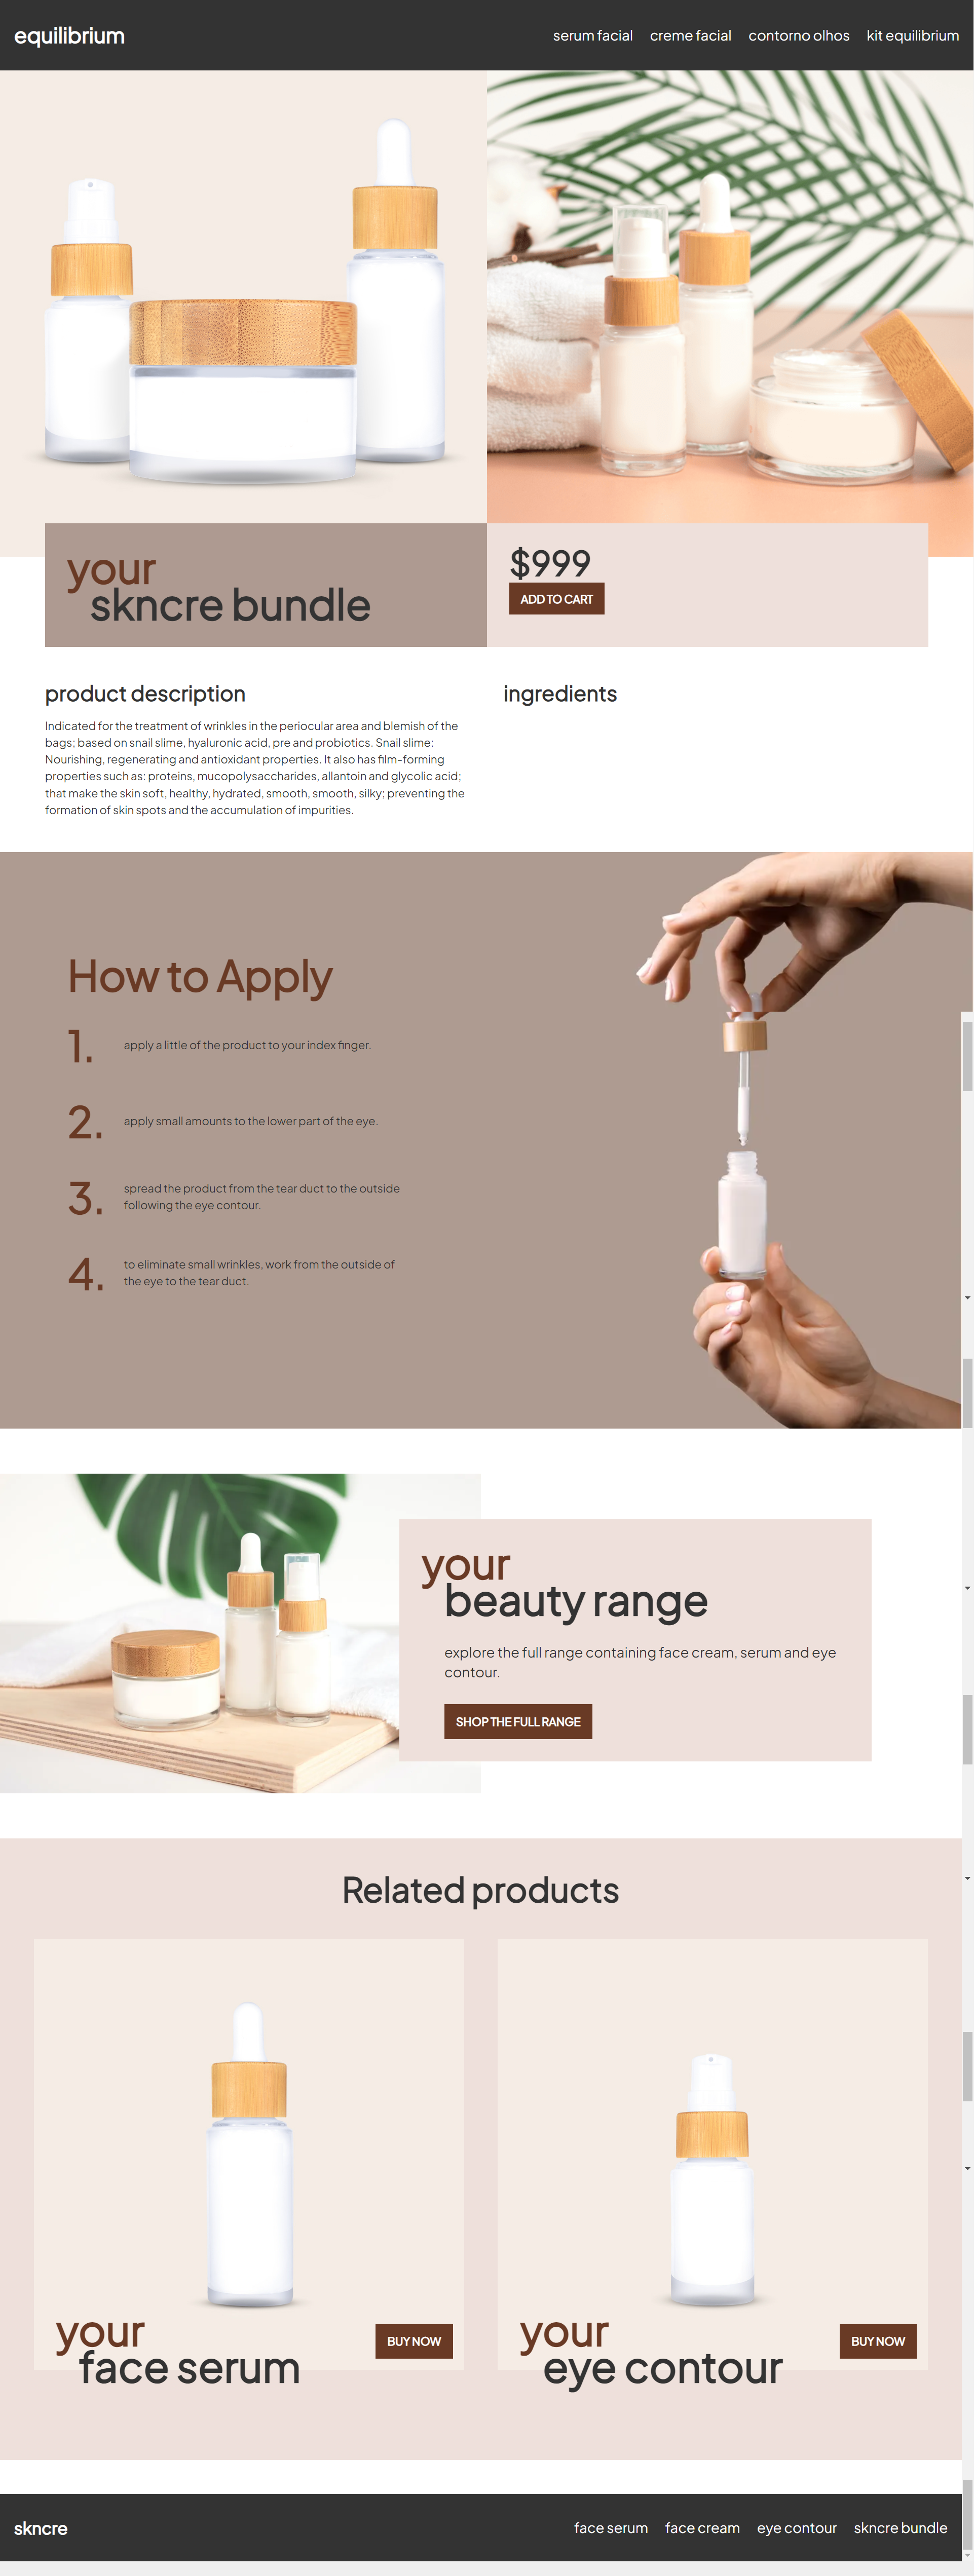 equilibrium
serum facial creme facial contorno olhos kit equilibrium
your
skncre bundle
$999
ADD TO CART
product description
Indicated for the treatment of wrinkles in the periocular area and blemish of the
bags; based on snail slime, hyaluronic acid, pre and probiotics. Snail slime:
Nourishing, regenerating and antioxidant properties. It also has film-forming
properties such as: proteins, mucopolysaccharides, allantoin and glycolic acid;
that make the skin soft, healthy, hydrated, smooth, smooth, silky; preventing the
formation of skin spots and the accumulation of impurities.
ingredients
How to Apply
1. apply a little of the product to your index finger.
2. apply small amounts to the lower part of the eye.
3. spread the product from the tear duct to the outside
following the eye contour.
4. to eliminate small wrinkles, work from the outside of
the eye to the tear duct.
your
beauty range
explore the full range containing face cream, serum and eye
contour.
SHOP THE FULL RANGE
Related products
your
face serum
BUY NOW
your
eye contour
BUY NOW
skncre
face serum face cream eye contour skncre bundle